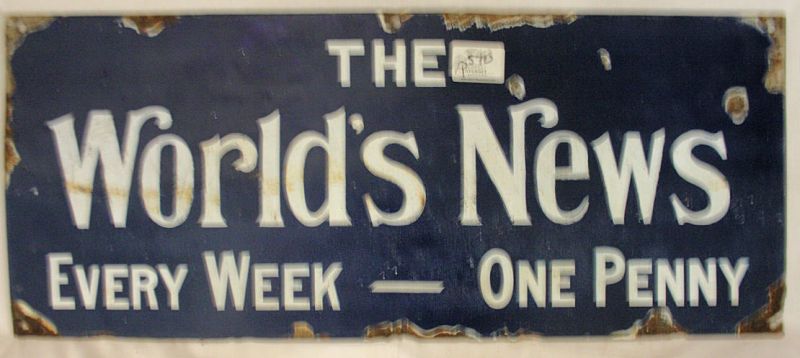 THE
World's News
EVERY WEEK — ONE PENNY